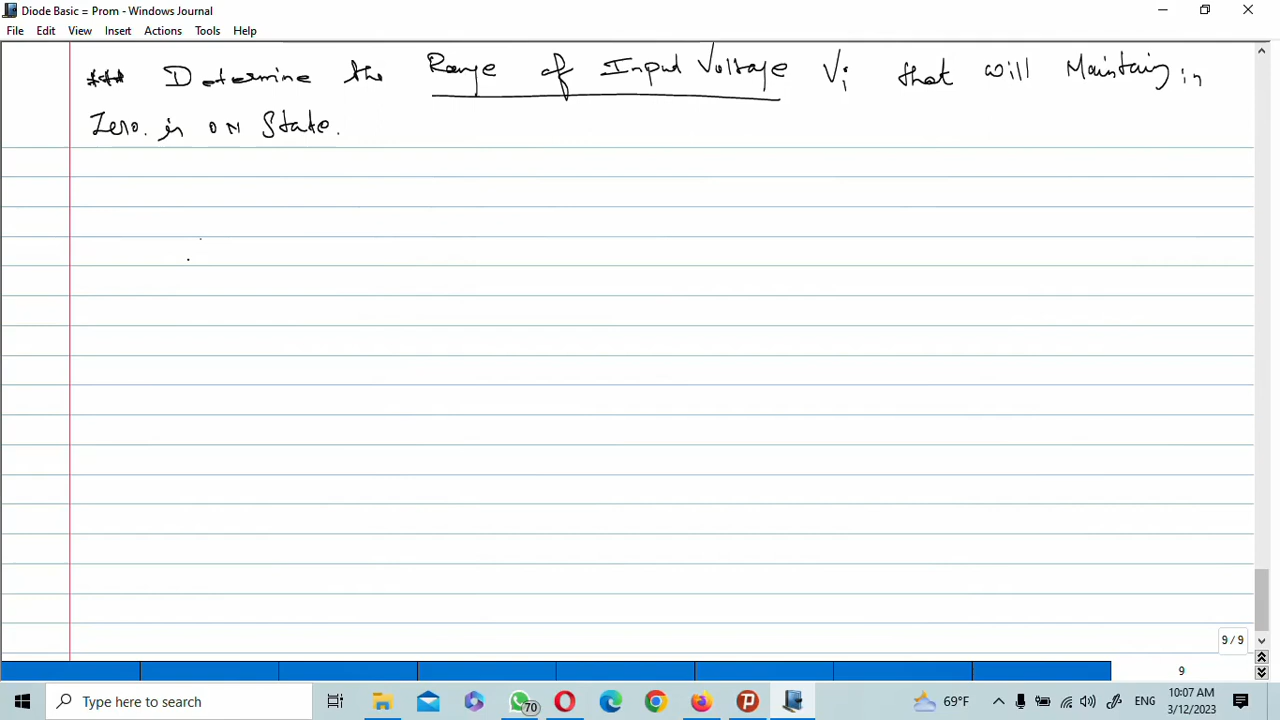 Diode Basic = Prom - Windows Journal
File Edit View Insert Actions Tools Help
*** Determine the Range of Input Voltage Vi that will Maintaing in
Zero. in ON State.
9/9
9
Type here to search
70
69°F
ENG
10:07 AM
3/12/2023